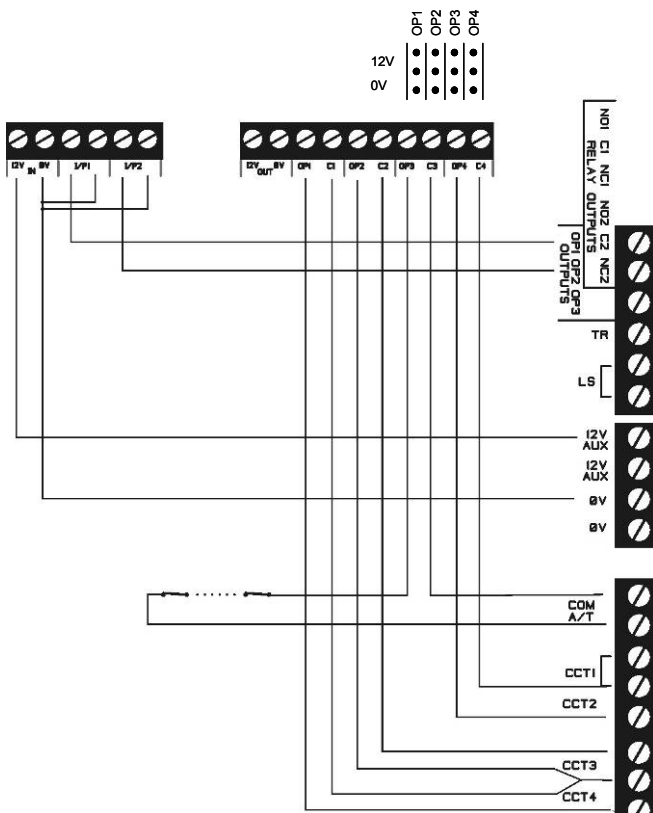 OP1 OP2 OP3 OP4
12V
0V
12V 0V I/P1 I/P2
IN
12V 0V OP1 C1 OP2 C2 OP3 C3 OP4 C4
OUT
NO1 C1 NC1 NO2 C2 NC2
RELAY OUTPUTS
OP1 OP2 OP3
OUTPUTS
TR
LS
12V
AUX
12V
AUX
0V
0V
COM
A/T
CCT1
CCT2
CCT3
CCT4